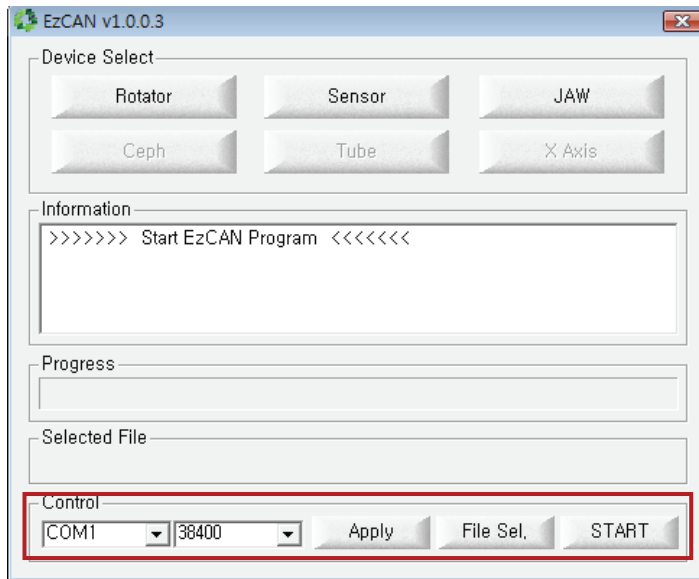 EzCAN v1.0.0.3
Device Select
Rotator Sensor JAW
Ceph Tube X Axis
Information
>>>>>>> Start EzCAN Program <<<<<<<
Progress
Selected File
Control
COM1 38400 Apply File Sel, START